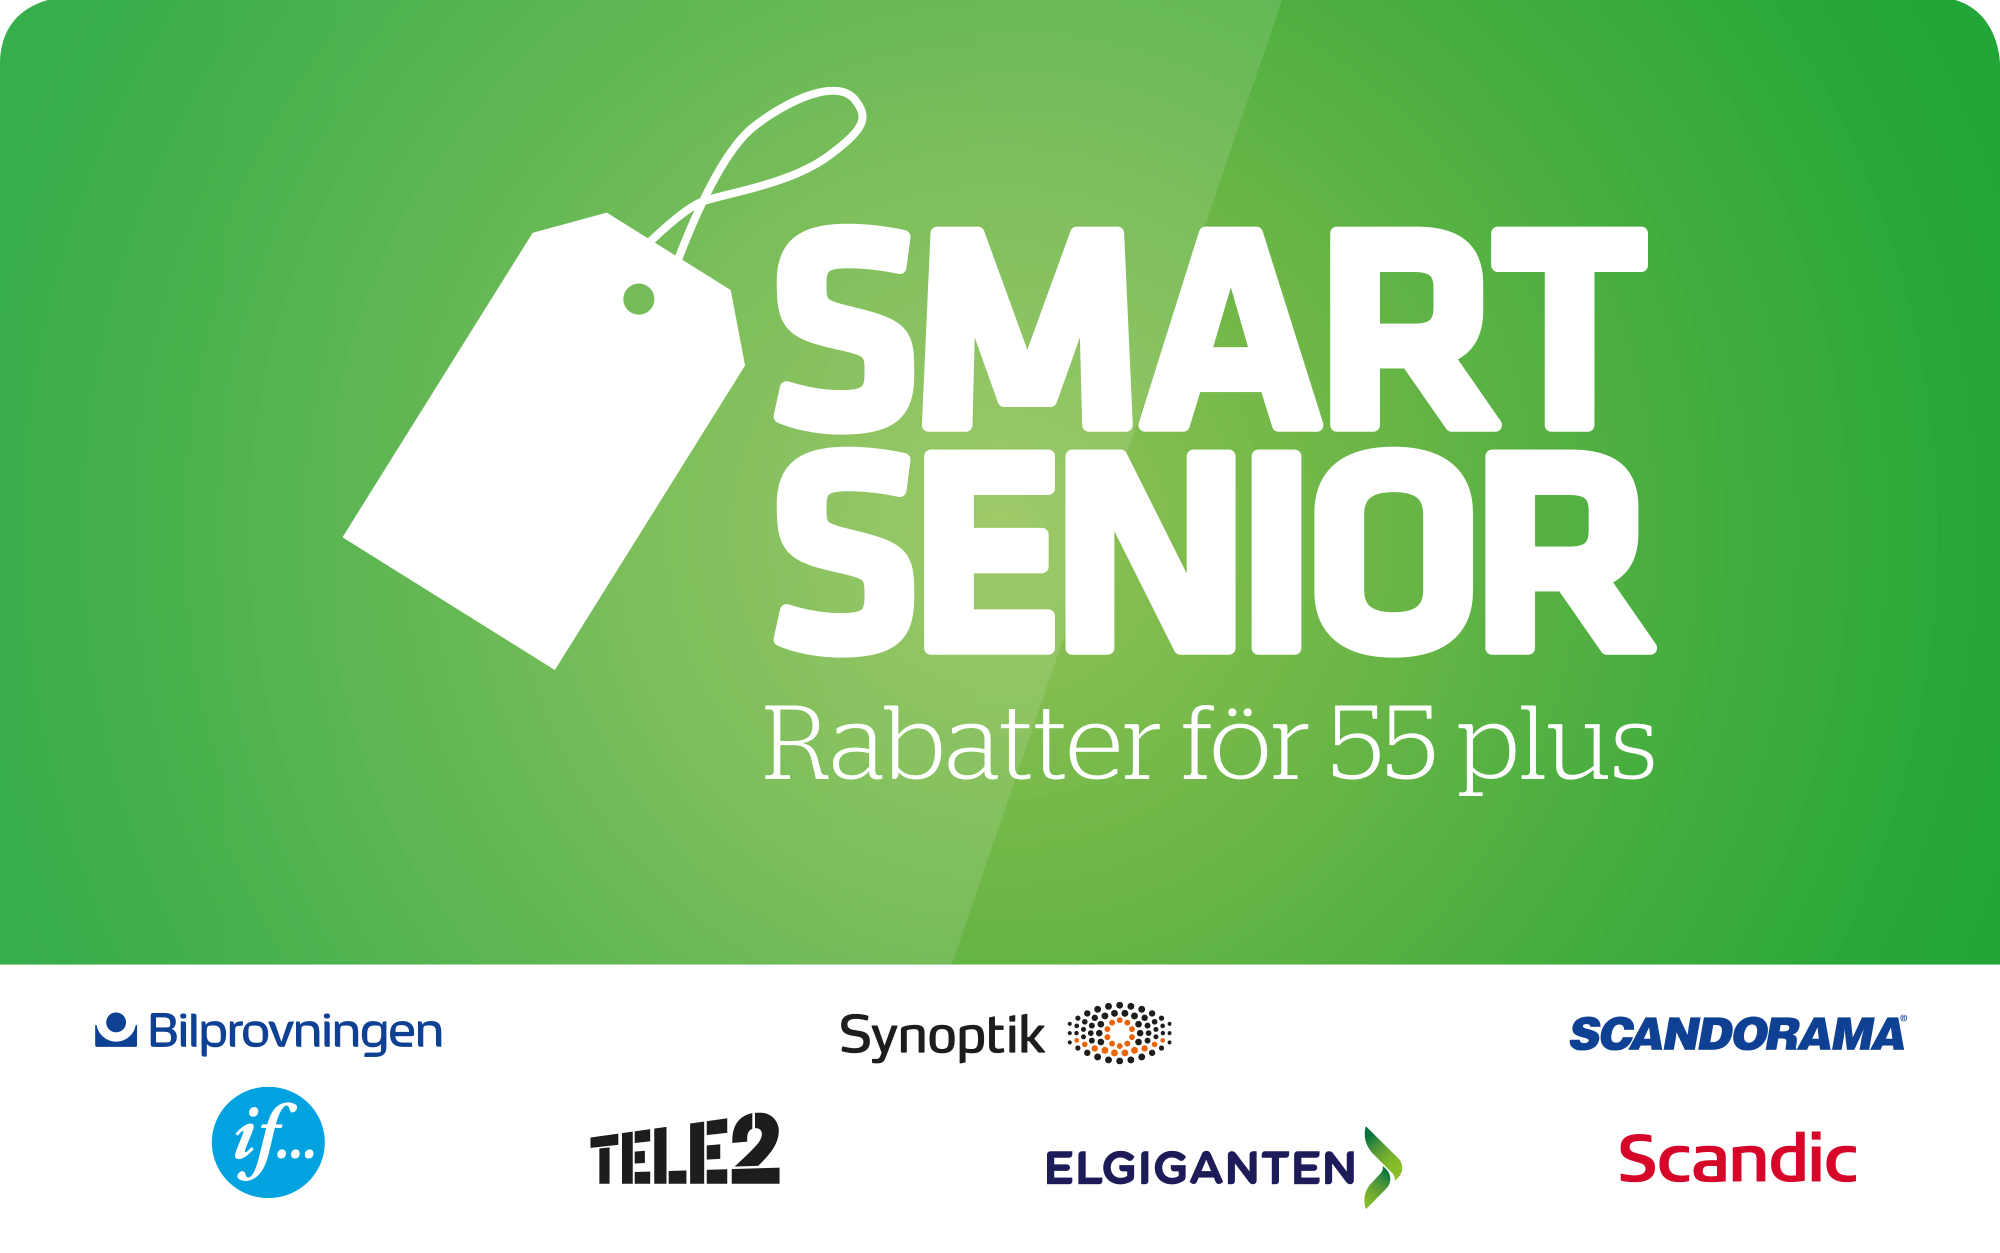 SMART
SENIOR
Rabatter för 55 plus
Bilprovningen
Synoptik
SCANDORAMA®
if...
TELE2
ELGIGANTEN
Scandic